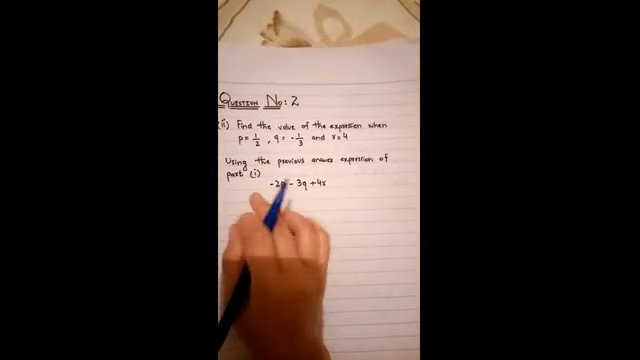 Question No: 2
(ii) Find the value of the expression when
p = 1/2 , q = -1/3 and r = 4
Using the previous answer expression of
part (i)
-2p - 3q + 4r